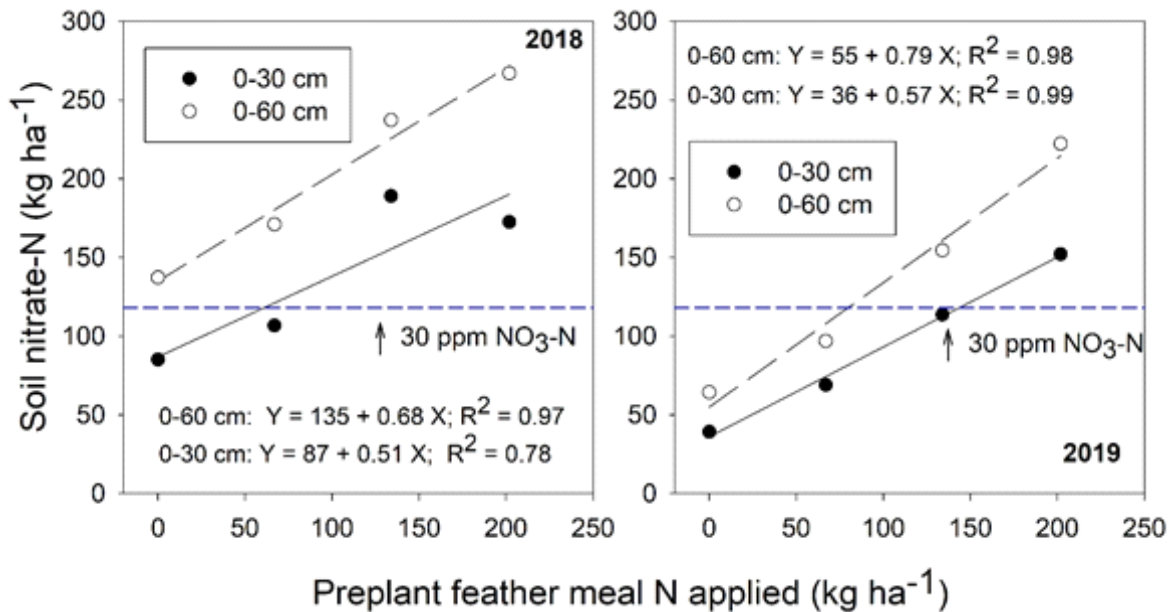 Soil nitrate-N (kg ha⁻¹)
300
250
200
150
100
50
0
2018
0-30 cm
0-60 cm
30 ppm NO₃-N
0-60 cm: Y = 135 + 0.68 X; R² = 0.97
0-30 cm: Y = 87 + 0.51 X; R² = 0.78
0 50 100 150 200 250
300
250
200
150
100
50
0
0-60 cm: Y = 55 + 0.79 X; R² = 0.98
0-30 cm: Y = 36 + 0.57 X; R² = 0.99
0-30 cm
0-60 cm
30 ppm NO₃-N
2019
0 50 100 150 200 250
Preplant feather meal N applied (kg ha⁻¹)